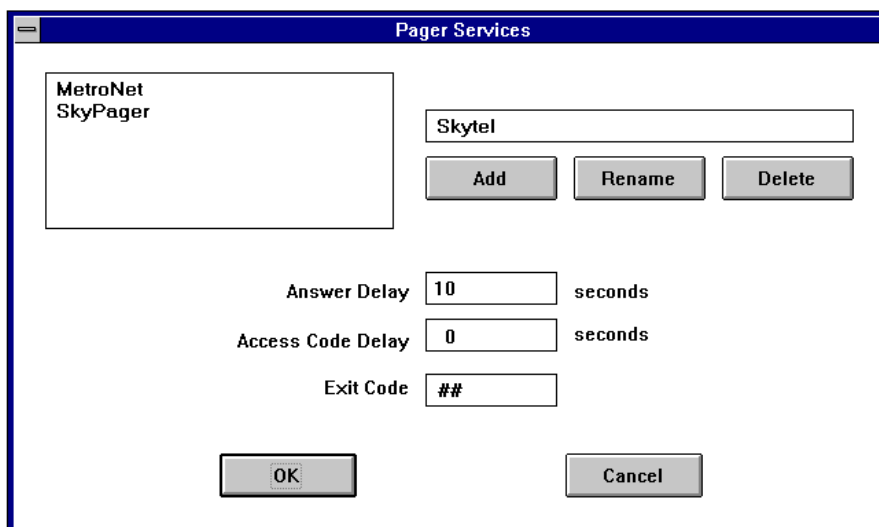 Pager Services
MetroNet
SkyPager
Skytel
Add Rename Delete
Answer Delay 10 seconds
Access Code Delay 0 seconds
Exit Code ##
OK Cancel